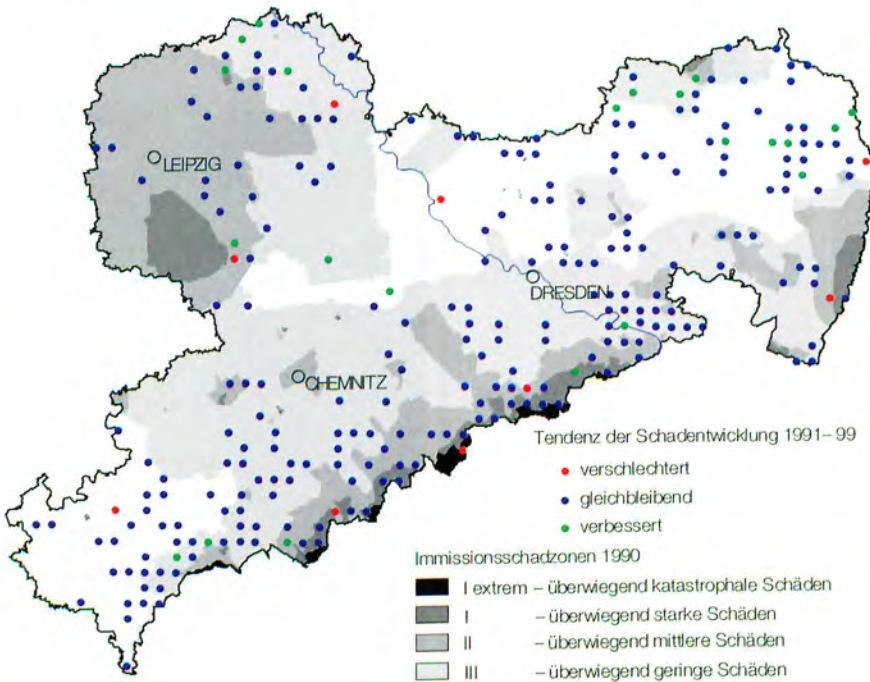 LEIPZIG
DRESDEN
CHEMNITZ
Tendenz der Schadentwicklung 1991–99
verschlechtert
gleichbleibend
verbessert
Immissionsschadzonen 1990
I extrem – überwiegend katastrophale Schäden
I – überwiegend starke Schäden
II – überwiegend mittlere Schäden
III – überwiegend geringe Schäden